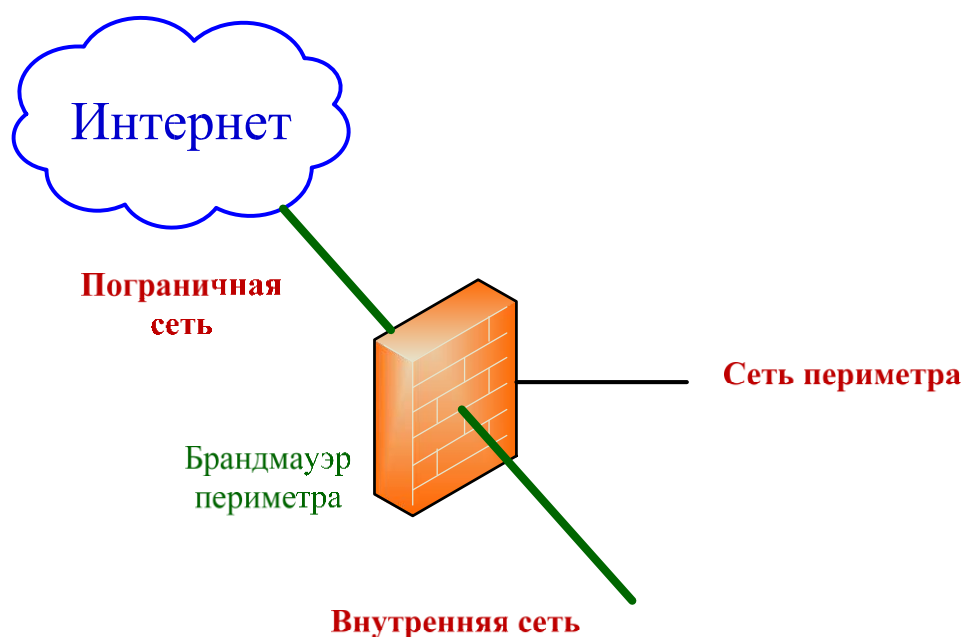 Интернет
Пограничная
сеть
Сеть периметра
Брандмауэр
периметра
Внутренняя сеть